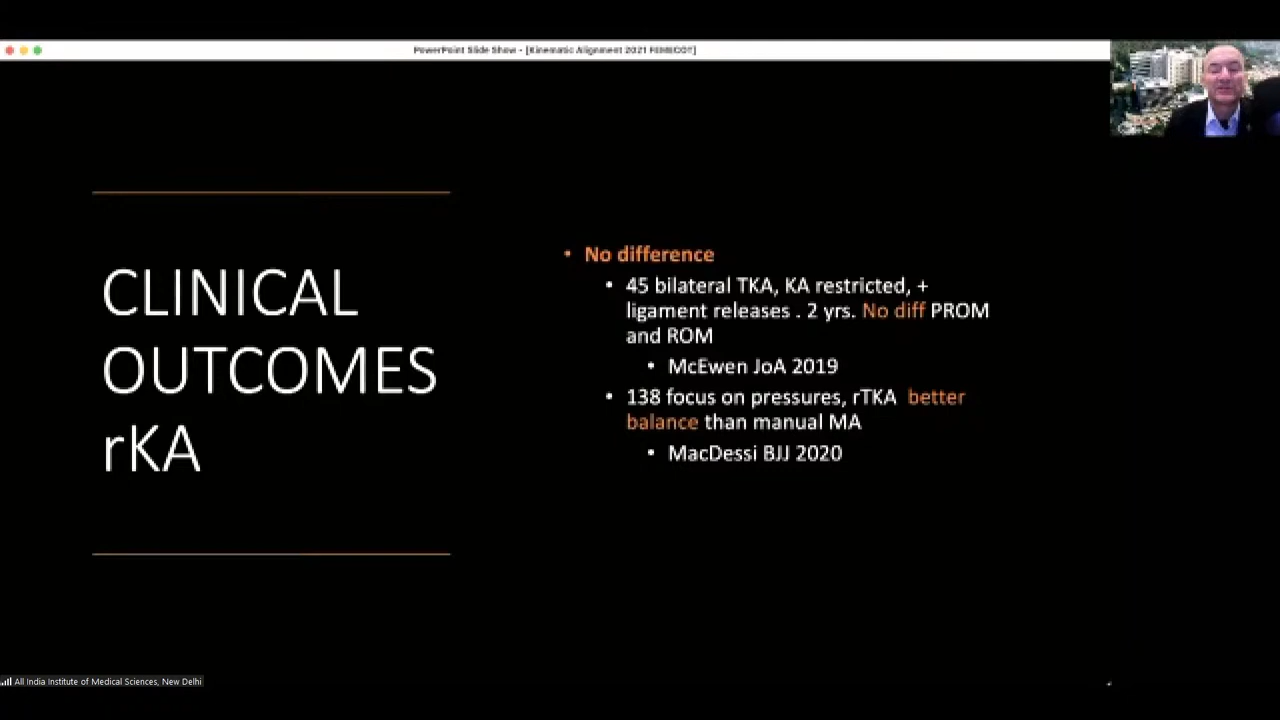 PowerPoint Slide Show - [Kinematic Alignment 2021 FEMECOT]
CLINICAL
OUTCOMES
rKA
• No difference
• 45 bilateral TKA, KA restricted, +
ligament releases . 2 yrs. No diff PROM
and ROM
• McEwen JoA 2019
• 138 focus on pressures, rTKA better
balance than manual MA
• MacDessi BJJ 2020
All India Institute of Medical Sciences, New Delhi